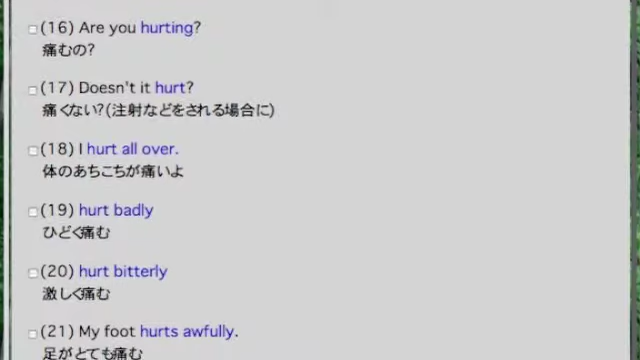 (16) Are you hurting?
痛むの?
(17) Doesn't it hurt?
痛くない?(注射などをされる場合に)
(18) I hurt all over.
体のあちこちが痛いよ
(19) hurt badly
ひどく痛む
(20) hurt bitterly
激しく痛む
(21) My foot hurts awfully.
足がとても痛む